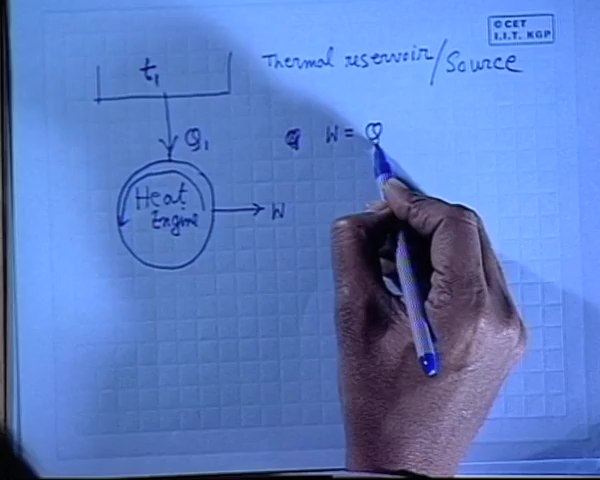 © CET
I.I.T. KGP
Thermal reservoir/Source
t₁
Q₁
W = Q
Heat
Engine
W